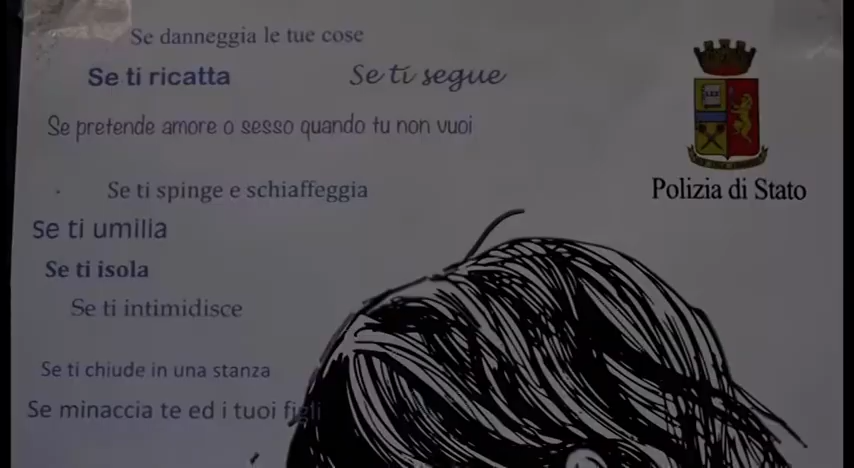 Se danneggia le tue cose
Se ti ricatta
Se ti segue
Se pretende amore o sesso quando tu non vuoi
Se ti spinge e schiaffeggia
Polizia di Stato
Se ti umilia
Se ti isola
Se ti intimidisce
Se ti chiude in una stanza
Se minaccia te ed i tuoi figli